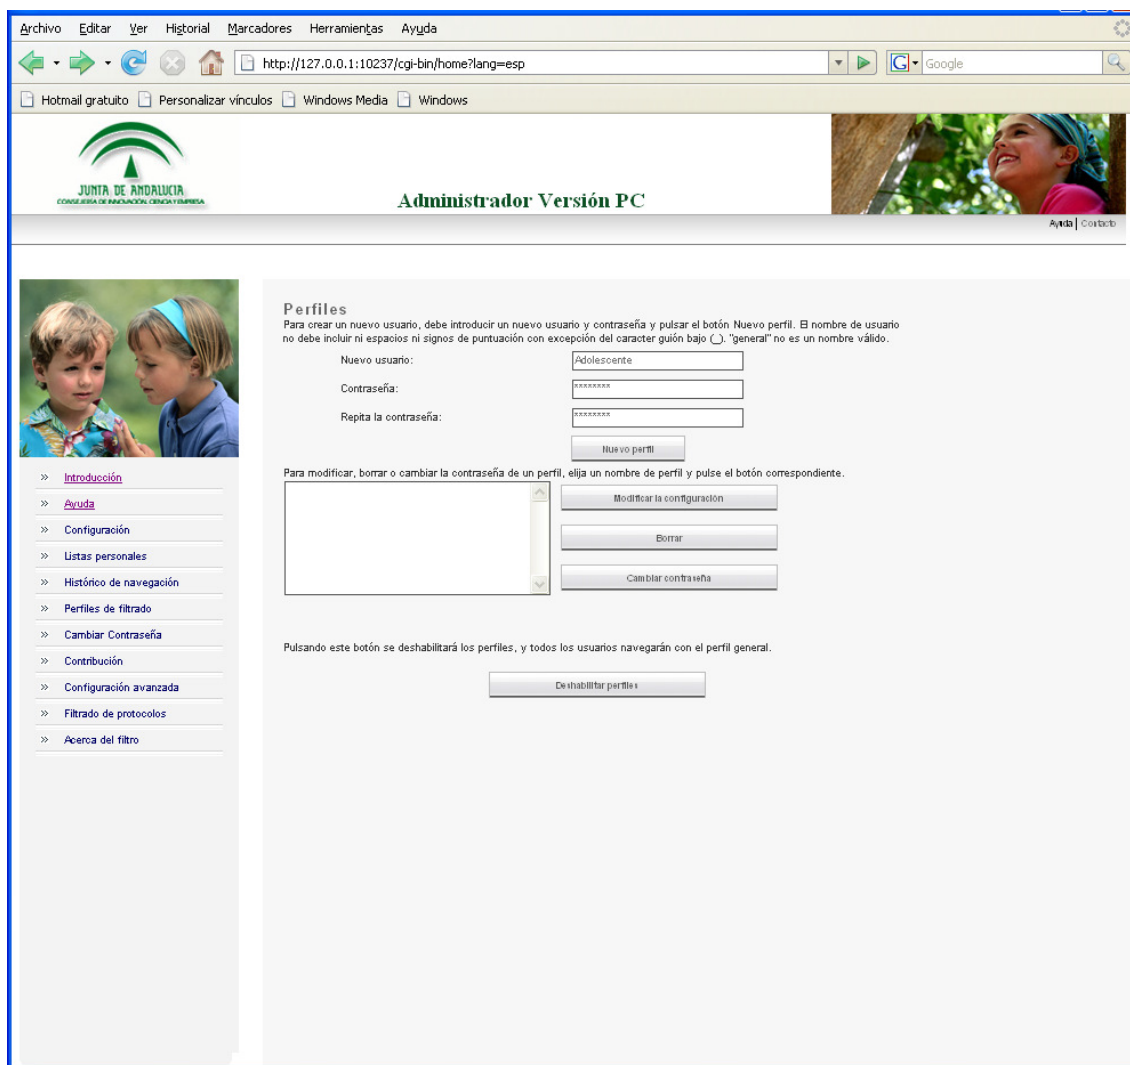 Archivo Editar Ver Historial Marcadores Herramientas Ayuda
http://127.0.0.1:10237/cgi-bin/home?lang=esp
G Google
Hotmail gratuito Personalizar vínculos Windows Media Windows
JUNTA DE ANDALUCIA
CONSEJERÍA DE INNOVACIÓN, CIENCIA Y EMPRESA
Administrador Versión PC
Ayuda | Contacto
Perfiles
Para crear un nuevo usuario, debe introducir un nuevo usuario y contraseña y pulsar el botón Nuevo perfil. El nombre de usuario
no debe incluir ni espacios ni signos de puntuación con excepción del caracter guión bajo (_). "general" no es un nombre válido.
Nuevo usuario: Adolescente
Contraseña: ********
Repita la contraseña: ********
Nuevo perfil
Para modificar, borrar o cambiar la contraseña de un perfil, elija un nombre de perfil y pulse el botón correspondiente.
Modificar la configuración
Borrar
Cambiar contraseña
Pulsando este botón se deshabilitará los perfiles, y todos los usuarios navegarán con el perfil general.
Deshabilitar perfiles
» Introducción
» Ayuda
» Configuración
» Listas personales
» Histórico de navegación
» Perfiles de filtrado
» Cambiar Contraseña
» Contribución
» Configuración avanzada
» Filtrado de protocolos
» Acerca del filtro